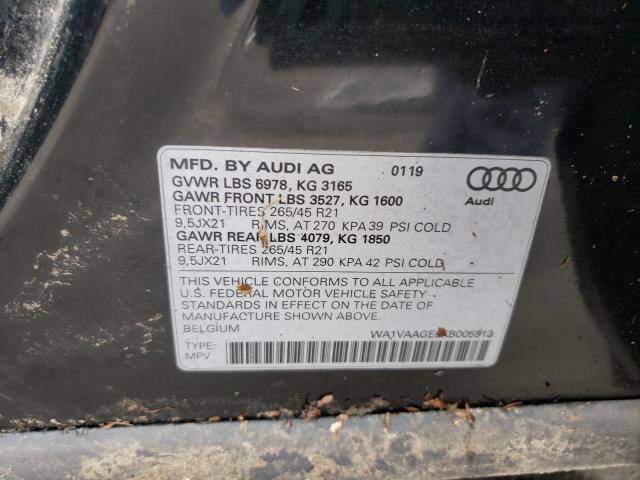 MFD. BY AUDI AG 0119
GVWR LBS 6978, KG 3165
GAWR FRONT LBS 3527, KG 1600
FRONT-TIRES 265/45 R21
9,5JX21 RIMS, AT 270 KPA 39 PSI COLD
GAWR REAR LBS 4079, KG 1850
REAR-TIRES 265/45 R21
9,5JX21 RIMS, AT 290 KPA 42 PSI COLD
Audi
THIS VEHICLE CONFORMS TO ALL APPLICABLE
U.S. FEDERAL MOTOR VEHICLE SAFETY
STANDARDS IN EFFECT ON THE DATE OF
MANUFACTURE SHOWN ABOVE.
BELGIUM
TYPE:
MPV